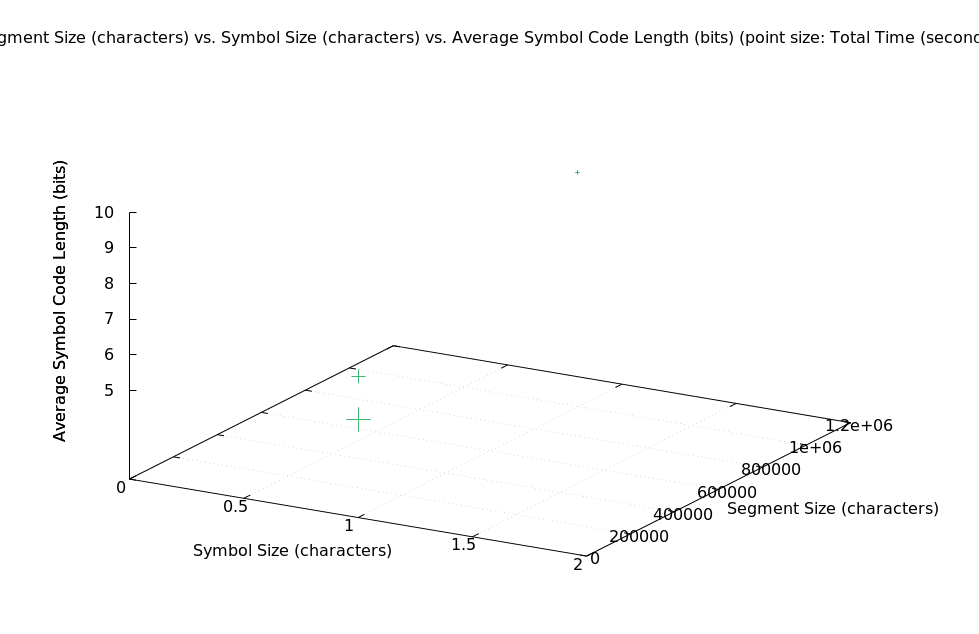 gment Size (characters) vs. Symbol Size (characters) vs. Average Symbol Code Length (bits) (point size: Total Time (secon
Average Symbol Code Length (bits)
10
9
8
7
6
5
0
0.5
1
1.5
2
Symbol Size (characters)
0
200000
400000
600000
800000
1e+06
1.2e+06
Segment Size (characters)